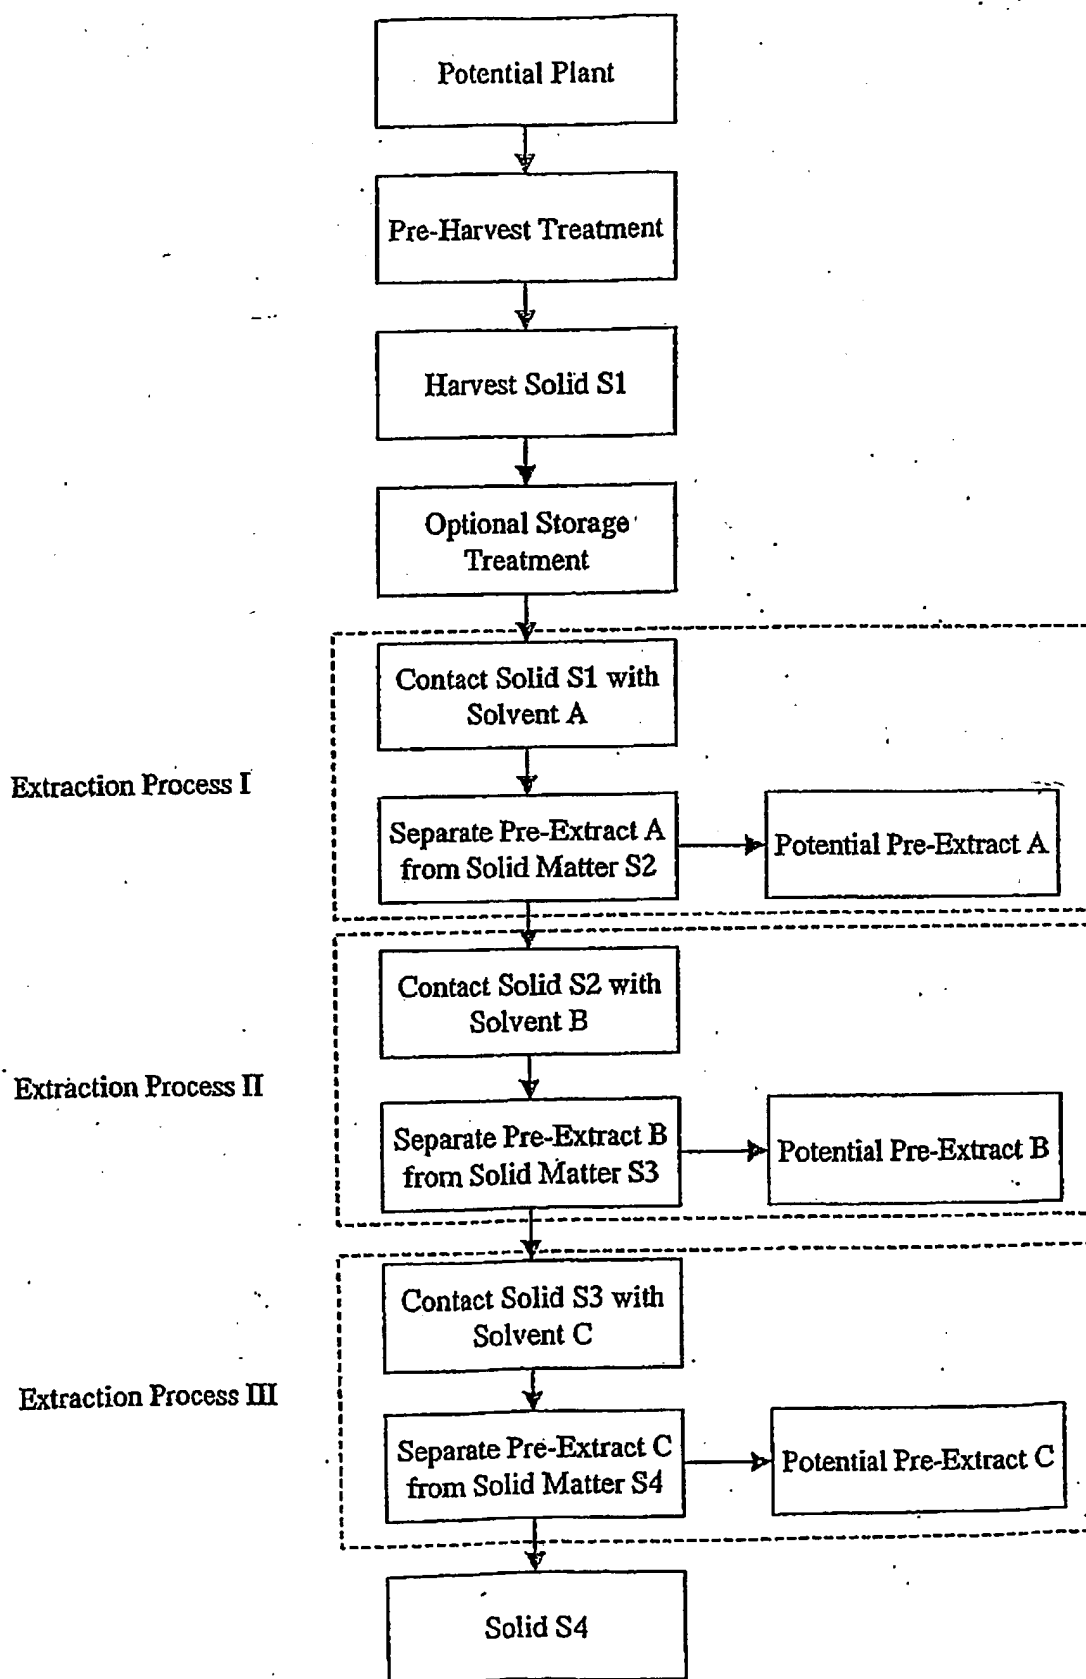 Potential Plant
Pre-Harvest Treatment
Harvest Solid S1
Optional Storage
Treatment
Contact Solid S1 with
Solvent A
Extraction Process I
Separate Pre-Extract A
from Solid Matter S2
Potential Pre-Extract A
Contact Solid S2 with
Solvent B
Extraction Process II
Separate Pre-Extract B
from Solid Matter S3
Potential Pre-Extract B
Contact Solid S3 with
Solvent C
Extraction Process III
Separate Pre-Extract C
from Solid Matter S4
Potential Pre-Extract C
Solid S4